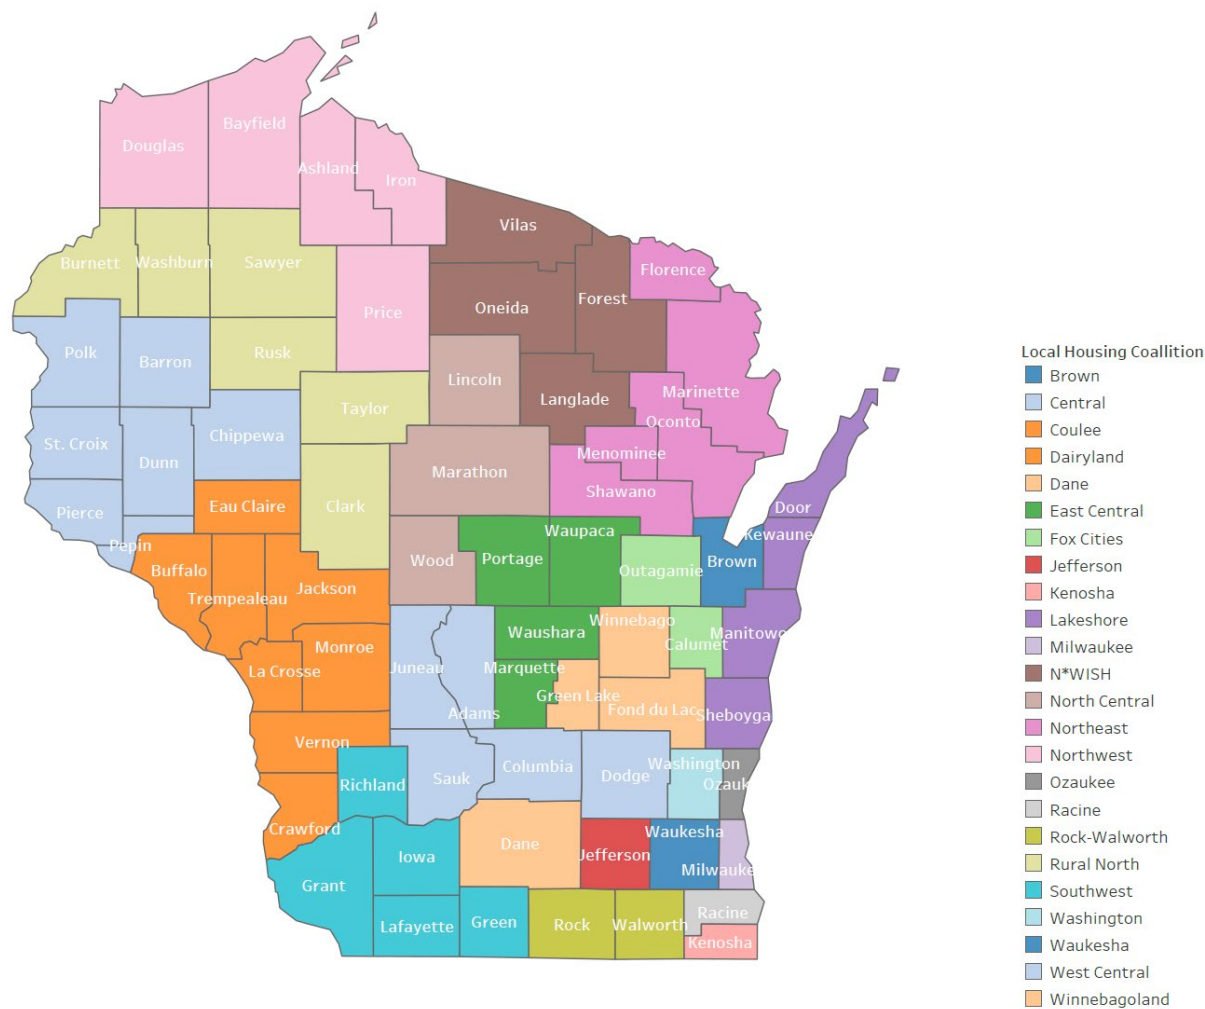 Bayfield
Douglas
Ashland
Iron
Vilas
Burnett
Washburn
Sawyer
Florence
Forest
Oneida
Price
Polk
Barron
Rusk
Lincoln
Marinette
Langlade
Taylor
Oconto
Chippewa
St. Croix
Dunn
Menominee
Marathon
Shawano
Eau Claire
Clark
Door
Pierce
Waupaca
Kewaune
Pepin
Portage
Wood
Brown
Buffalo
Outagamie
Jackson
Trempealeau
Winnebago
Waushara
Manitowo
Calumet
Monroe
Juneau
Marquette
La Crosse
Green Lake
Fond du Lac
Adams
Sheboyga
Vernon
Washington
Columbia
Dodge
Sauk
Richland
Ozauk
Crawford
Waukesha
Dane
Jefferson
Iowa
Milwauke
Grant
Racine
Green
Lafayette
Rock
Walworth
Kenosha
Local Housing Coallition
Brown
Central
Coulee
Dairyland
Dane
East Central
Fox Cities
Jefferson
Kenosha
Lakeshore
Milwaukee
N*WISH
North Central
Northeast
Northwest
Ozaukee
Racine
Rock-Walworth
Rural North
Southwest
Washington
Waukesha
West Central
Winnebagoland